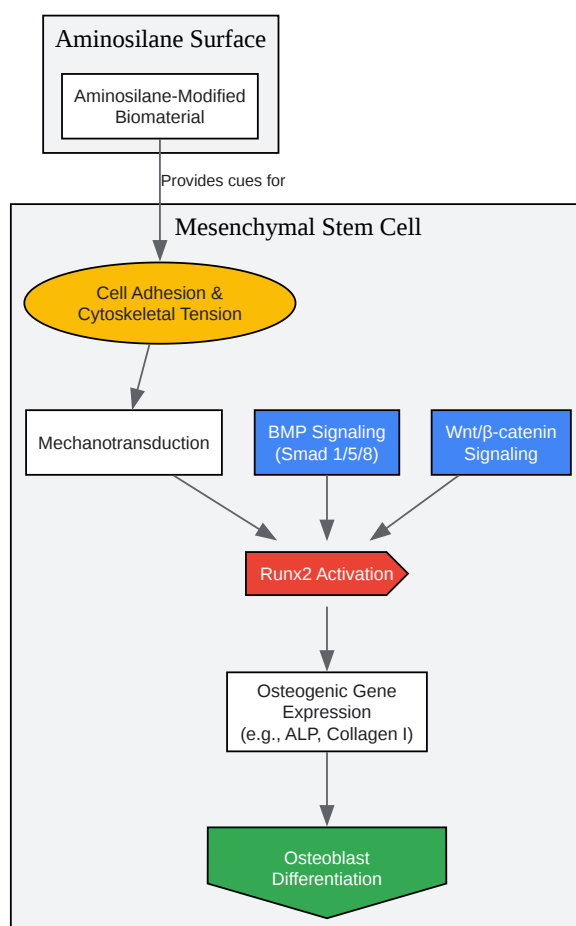 Aminosilane Surface
Aminosilane-Modified
Biomaterial
Provides cues for
Mesenchymal Stem Cell
Cell Adhesion &
Cytoskeletal Tension
Mechanotransduction
BMP Signaling
(Smad 1/5/8)
Wnt/β-catenin
Signaling
Runx2 Activation
Osteogenic Gene
Expression
(e.g., ALP, Collagen I)
Osteoblast
Differentiation